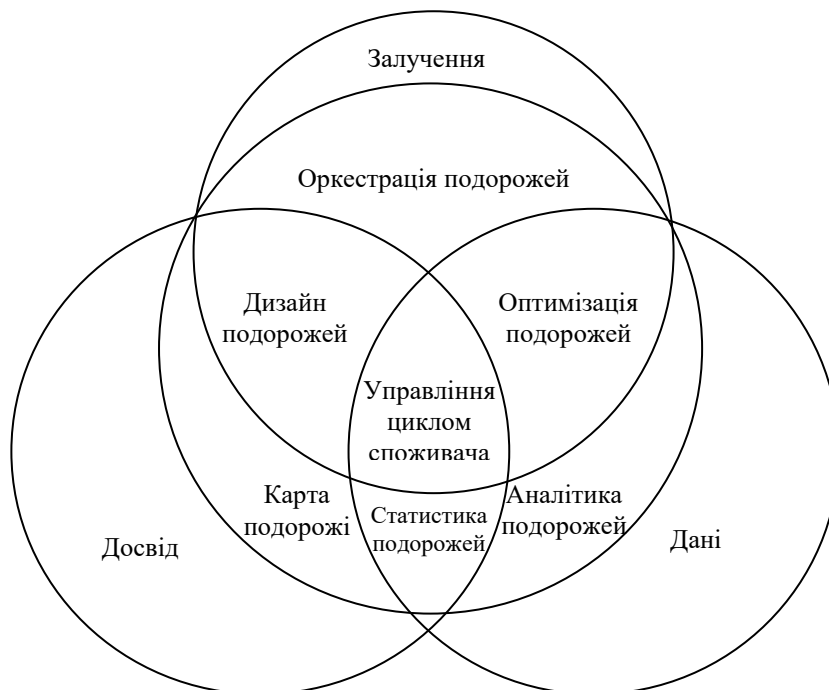 Залучення
Оркестрація подорожей
Дизайн
подорожей
Оптимізація
подорожей
Управління
циклом
споживача
Карта
подорожі
Статистика
подорожей
Аналітика
подорожей
Досвід
Дані